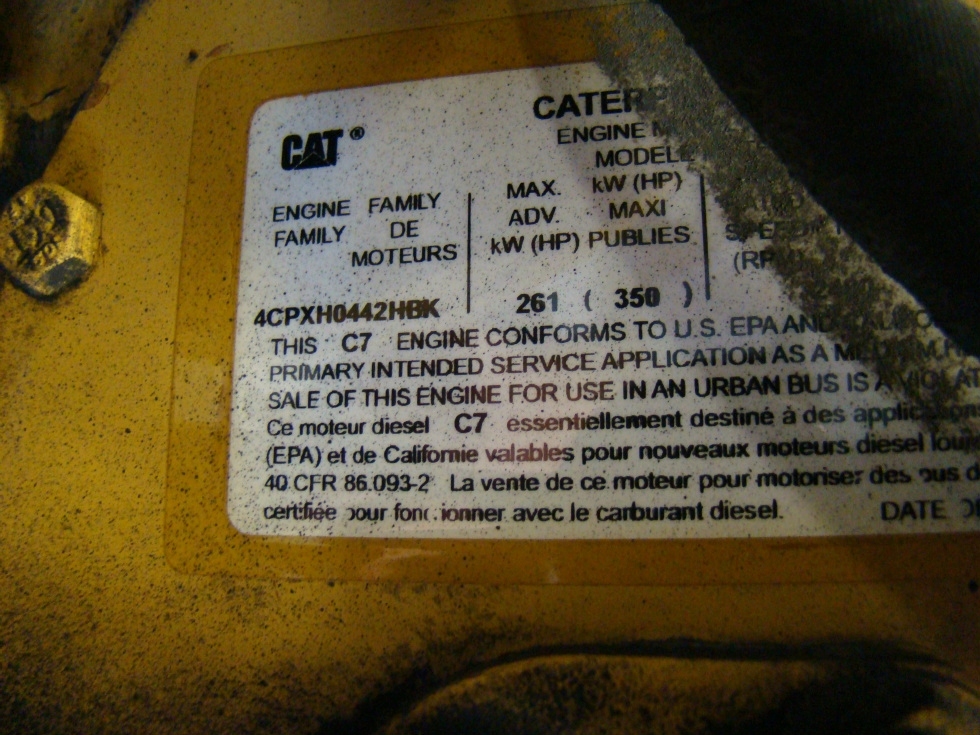 CAT ®
ENGINE
MODELE
ENGINE FAMILY
FAMILY DE
MOTEURS
MAX. kW (HP)
ADV. MAXI
kW (HP) PUBLIES
4CPXH0442HBK
261 ( 350 )
THIS C7 ENGINE CONFORMS TO U.S. EPA AND
PRIMARY INTENDED SERVICE APPLICATION AS A
SALE OF THIS ENGINE FOR USE IN AN URBAN BUS IS A
Ce moteur diesel C7 essentiellement destiné à des
(EPA) et de Californie valables pour nouveaux moteurs diesel
40 CFR 86.093-2 La vente de ce moteur pour motoriser des
certifiée pour fonctionner avec le carburant diesel. DATE